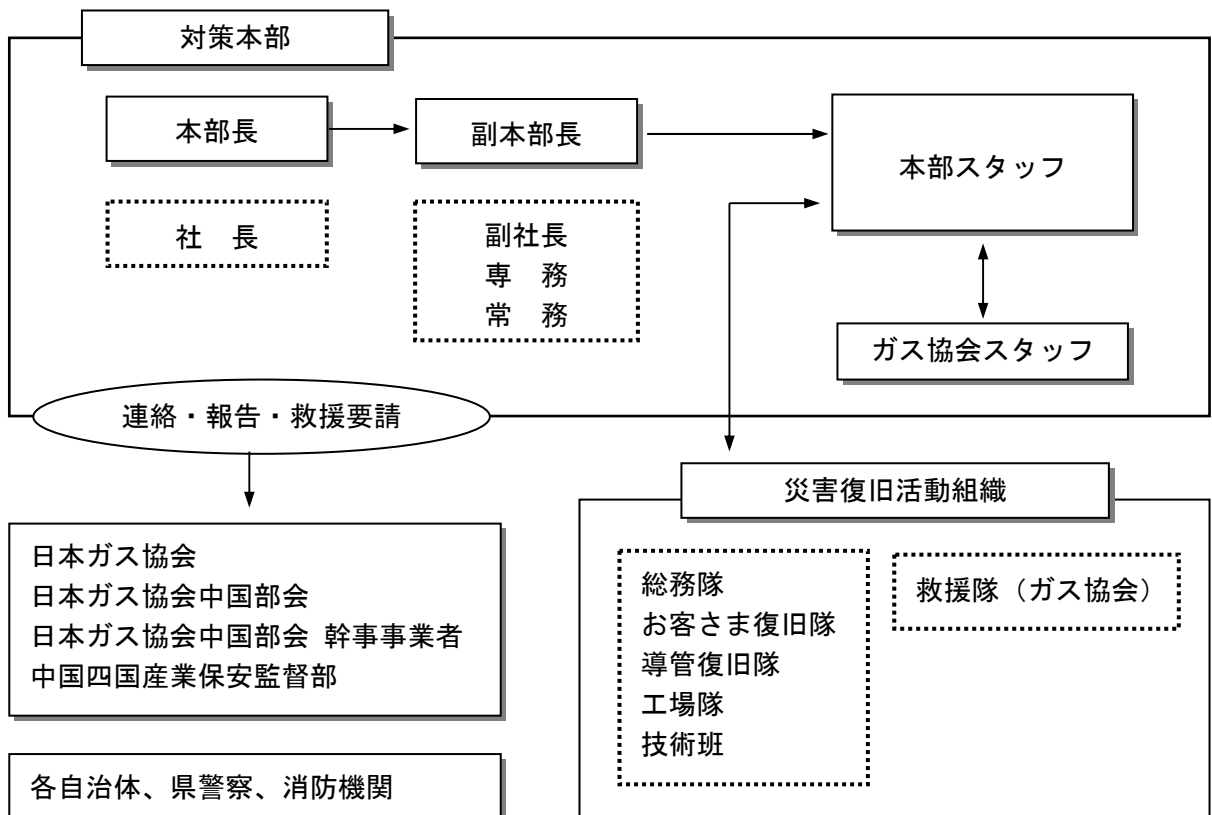 対策本部
本部長
副本部長
本部スタッフ
社　長
副社長
専　務
常　務
ガス協会スタッフ
連絡・報告・救援要請
日本ガス協会
日本ガス協会中国部会
日本ガス協会中国部会 幹事事業者
中国四国産業保安監督部
各自治体、県警察、消防機関
災害復旧活動組織
総務隊
お客さま復旧隊
導管復旧隊
工場隊
技術班
救援隊（ガス協会）